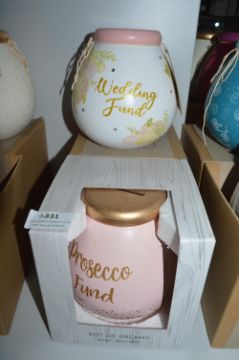 Wedding
Fund
Prosecco
Fund
POT OF DREAMS